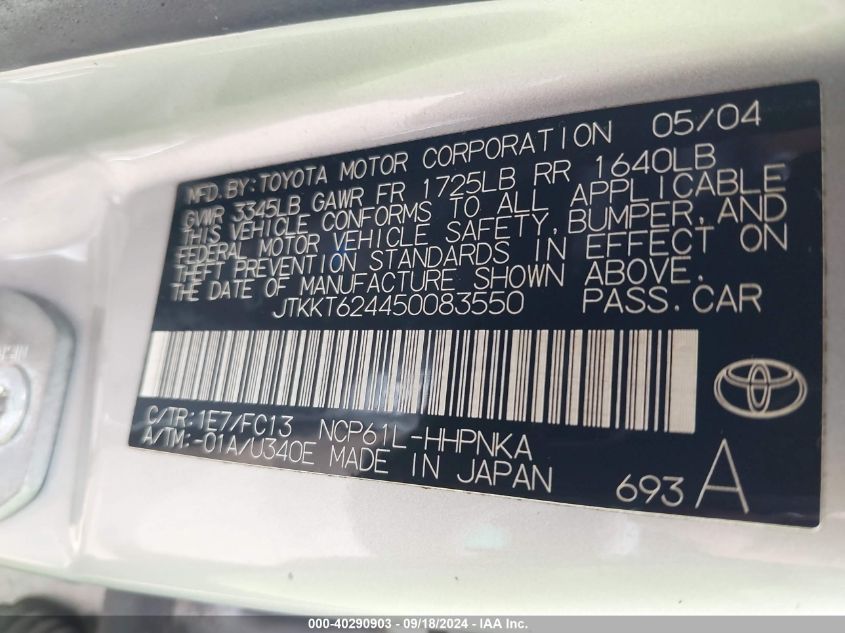 MFD. BY: TOYOTA MOTOR CORPORATION 05/04
GVWR 3345LB GAWR FR 1725LB RR 1640LB
THIS VEHICLE CONFORMS TO ALL APPLICABLE
FEDERAL MOTOR VEHICLE SAFETY, BUMPER, AND
THEFT PREVENTION STANDARDS IN EFFECT ON
THE DATE OF MANUFACTURE SHOWN ABOVE.
JTKKT624450083550 PASS. CAR
C/TR: 1E7/FC13 NCP61L-HHPNKA
A/TM: -01A/U340E MADE IN JAPAN
693 A
000-40290903 - 09/18/2024 - IAA Inc.